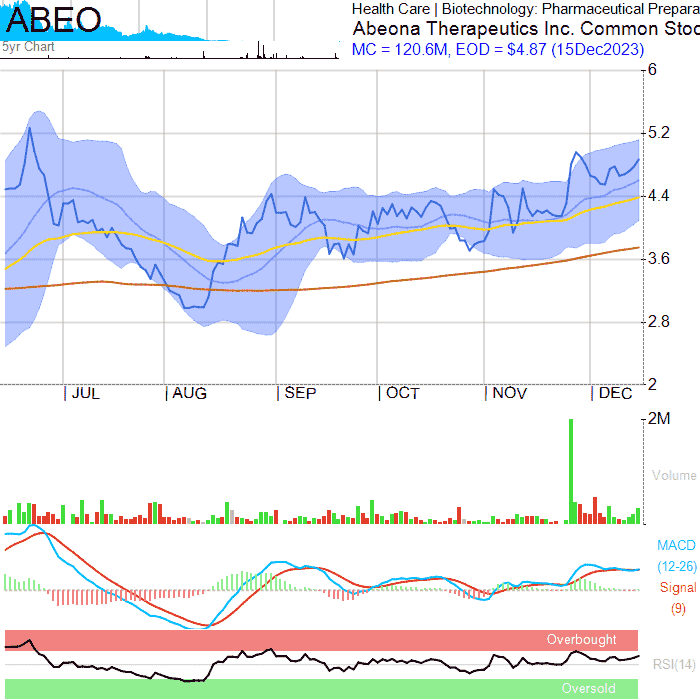 ABEO
Health Care | Biotechnology: Pharmaceutical Prepara
Abeona Therapeutics Inc. Common Stoc
5yr Chart
MC = 120.6M, EOD = $4.87 (15Dec2023)
6
5.2
4.4
3.6
2.8
2
JUL AUG SEP OCT NOV DEC
2M
Volume
MACD
(12-26)
Signal
(9)
Overbought
RSI(14)
Oversold